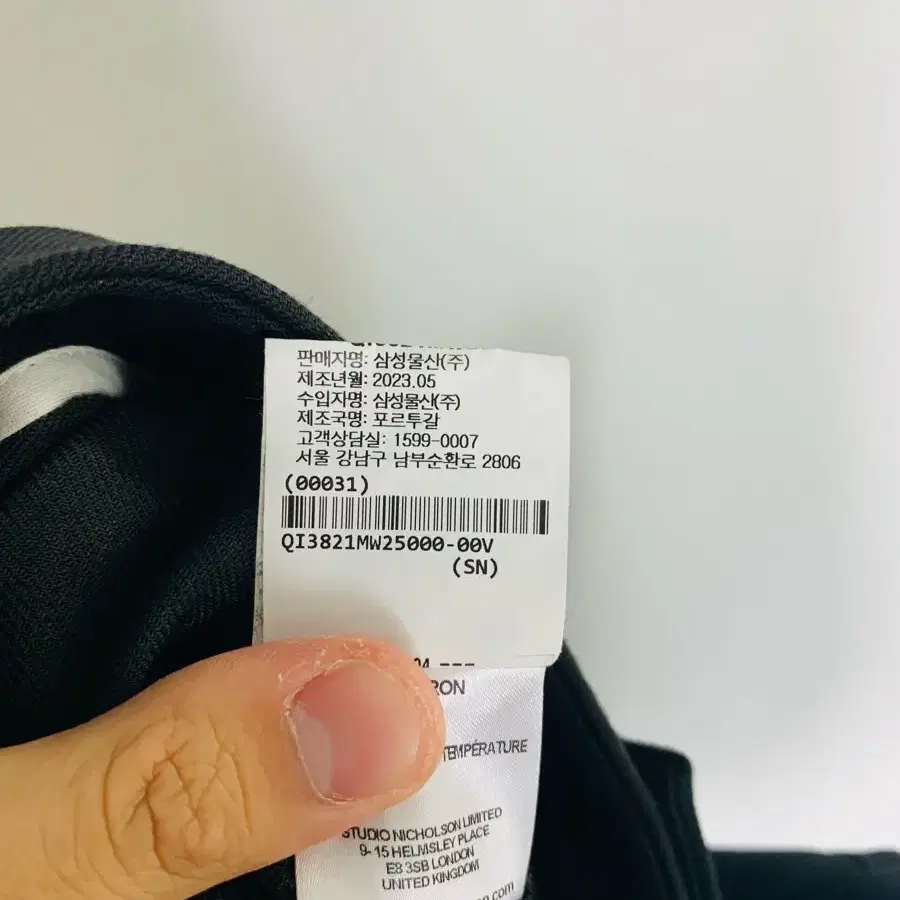 판매자명: 삼성물산(주)
제조년월: 2023.05
수입자명: 삼성물산(주)
제조국명: 포르투갈
고객상담실: 1599-0007
서울 강남구 남부순환로 2806
(00031)
QI3821MW25000-00V
(SN)
04 ---
RON
TEMPÉRATURE
STUDIO NICHOLSON LIMITED
9-15 HELMSLEY PLACE
E8 3SB LONDON
UNITED KINGDOM